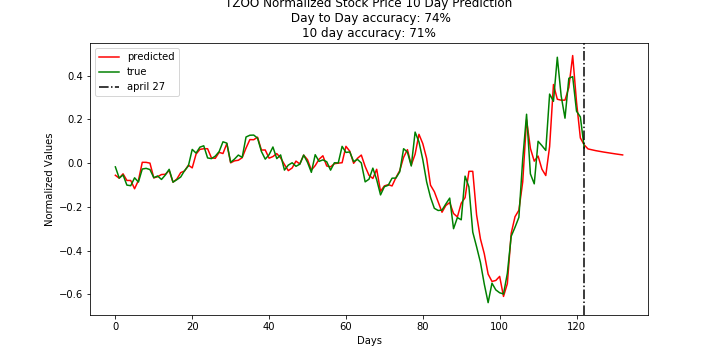 TZOO Normalized Stock Price 10 Day Prediction
Day to Day accuracy: 74%
10 day accuracy: 71%
predicted
true
april 27
Normalized Values
0.4
0.2
0.0
−0.2
−0.4
−0.6
0
20
40
60
80
100
120
Days